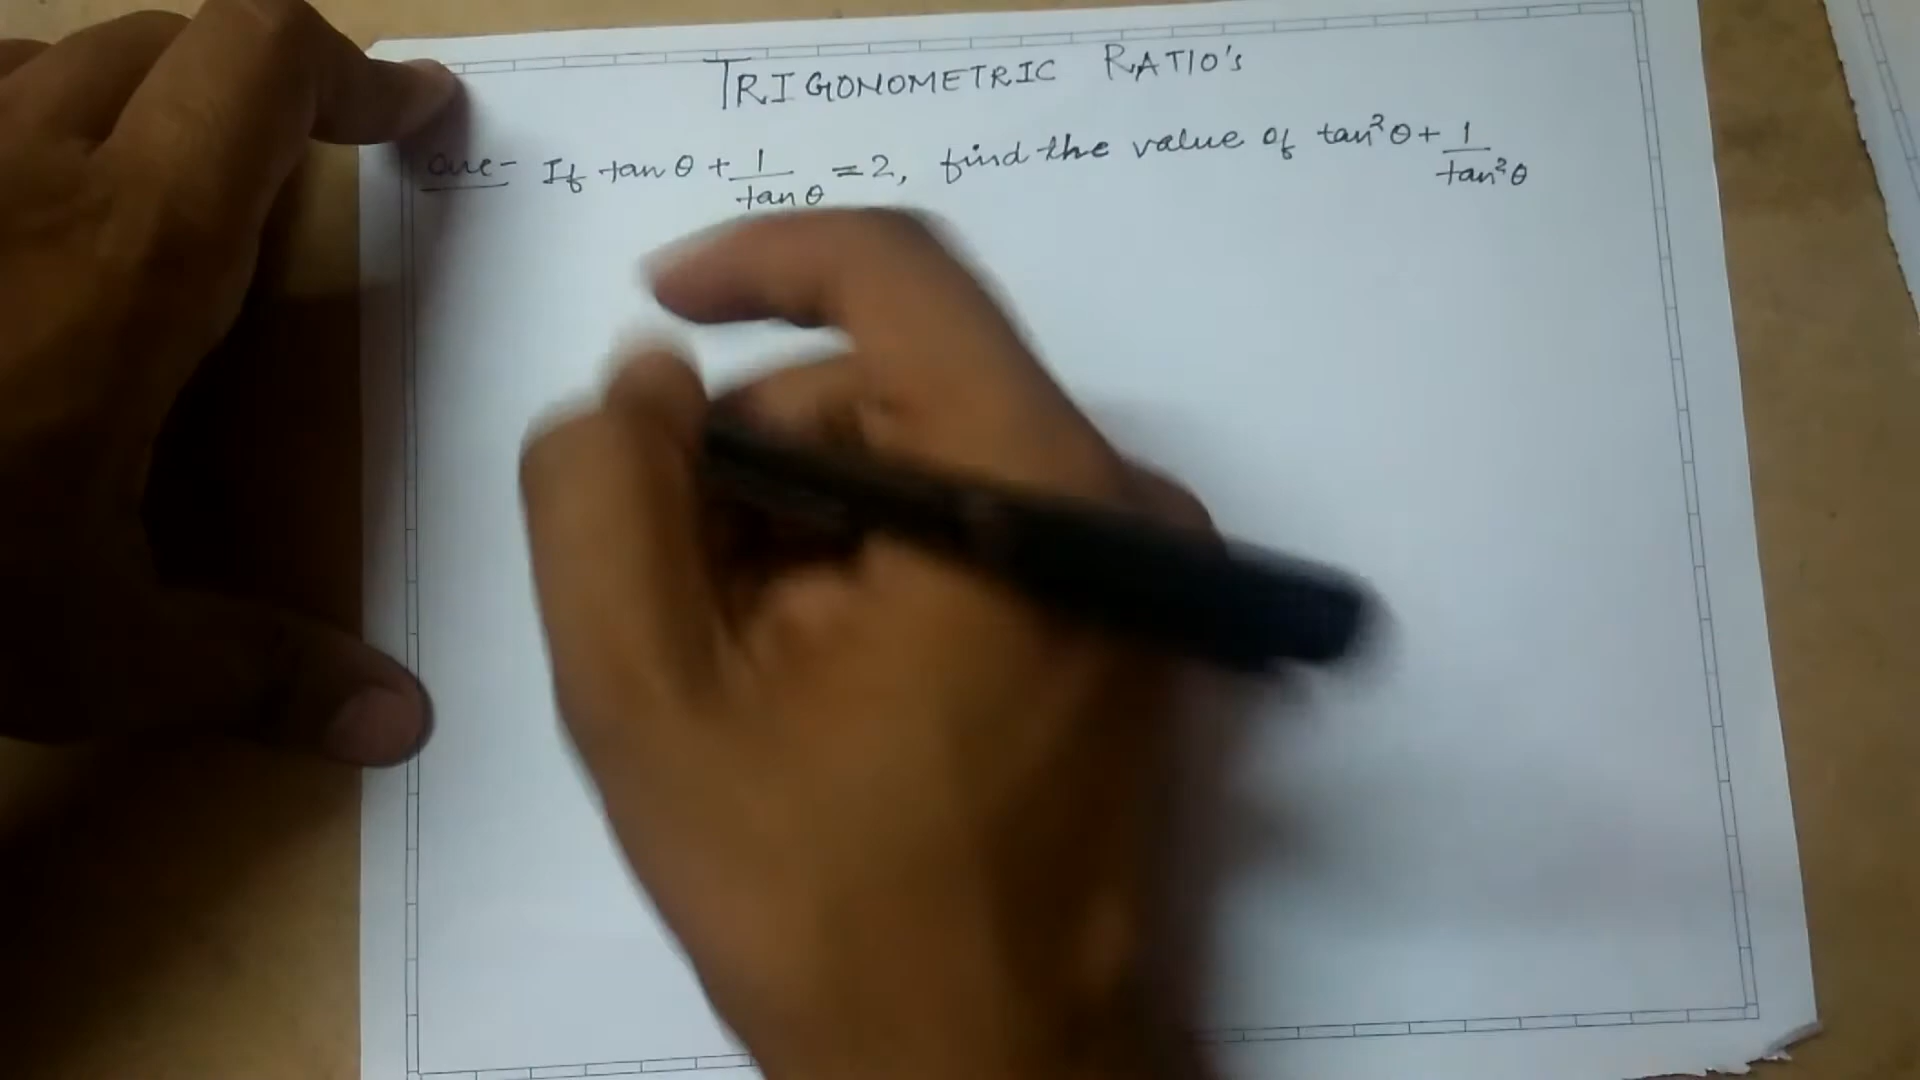 TRIGONOMETRIC RATIO's
Que- If tan θ + 1/tan θ = 2, find the value of tan²θ + 1/tan²θ